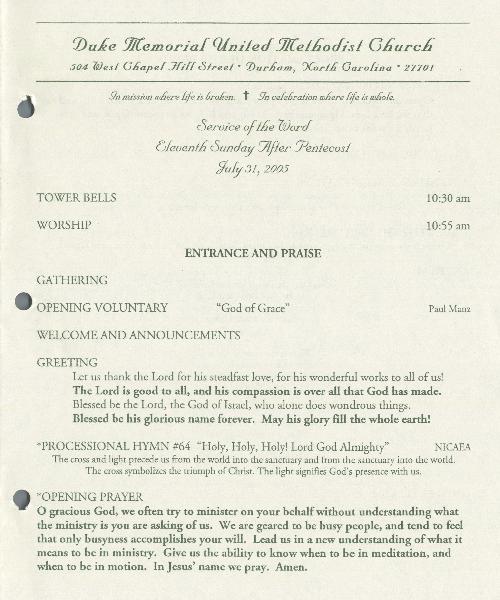 Duke Memorial United Methodist Church
504 West Chapel Hill Street • Durham, North Carolina • 27701
In mission where life is broken. ✝ In celebration where life is whole.
Service of the Word
Eleventh Sunday After Pentecost
July 31, 2005
TOWER BELLS 10:30 am
WORSHIP 10:55 am
ENTRANCE AND PRAISE
GATHERING
OPENING VOLUNTARY "God of Grace" Paul Manz
WELCOME AND ANNOUNCEMENTS
GREETING
Let us thank the Lord for his steadfast love, for his wonderful works to all of us!
The Lord is good to all, and his compassion is over all that God has made.
Blessed be the Lord, the God of Israel, who alone does wondrous things.
Blessed be his glorious name forever. May his glory fill the whole earth!
*PROCESSIONAL HYMN #64 "Holy, Holy, Holy! Lord God Almighty" NICAEA
The cross and light precede us from the world into the sanctuary and from the sanctuary into the world.
The cross symbolizes the triumph of Christ. The light signifies God's presence with us.
*OPENING PRAYER
O gracious God, we often try to minister on your behalf without understanding what
the ministry is you are asking of us. We are geared to be busy people, and tend to feel
that only busyness accomplishes your will. Lead us in a new understanding of what it
means to be in ministry. Give us the ability to know when to be in meditation, and
when to be in motion. In Jesus' name we pray. Amen.